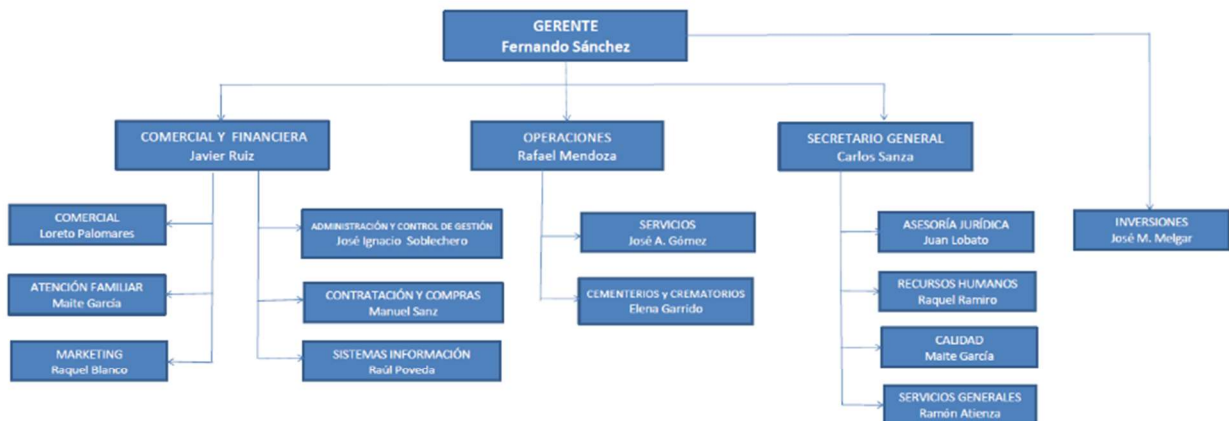 GERENTE
Fernando Sánchez
COMERCIAL Y FINANCIERA
Javier Ruiz
OPERACIONES
Rafael Mendoza
SECRETARIO GENERAL
Carlos Sanza
COMERCIAL
Loreto Palomares
ATENCIÓN FAMILIAR
Maite García
MARKETING
Raquel Blanco
ADMINISTRACIÓN Y CONTROL DE GESTIÓN
José Ignacio Soblechero
CONTRATACIÓN Y COMPRAS
Manuel Sanz
SISTEMAS INFORMACIÓN
Raúl Poveda
SERVICIOS
José A. Gómez
CEMENTERIOS y CREMATORIOS
Elena Garrido
ASESORÍA JURÍDICA
Juan Lobato
RECURSOS HUMANOS
Raquel Ramiro
CALIDAD
Maite García
SERVICIOS GENERALES
Ramón Atienza
INVERSIONES
José M. Melgar